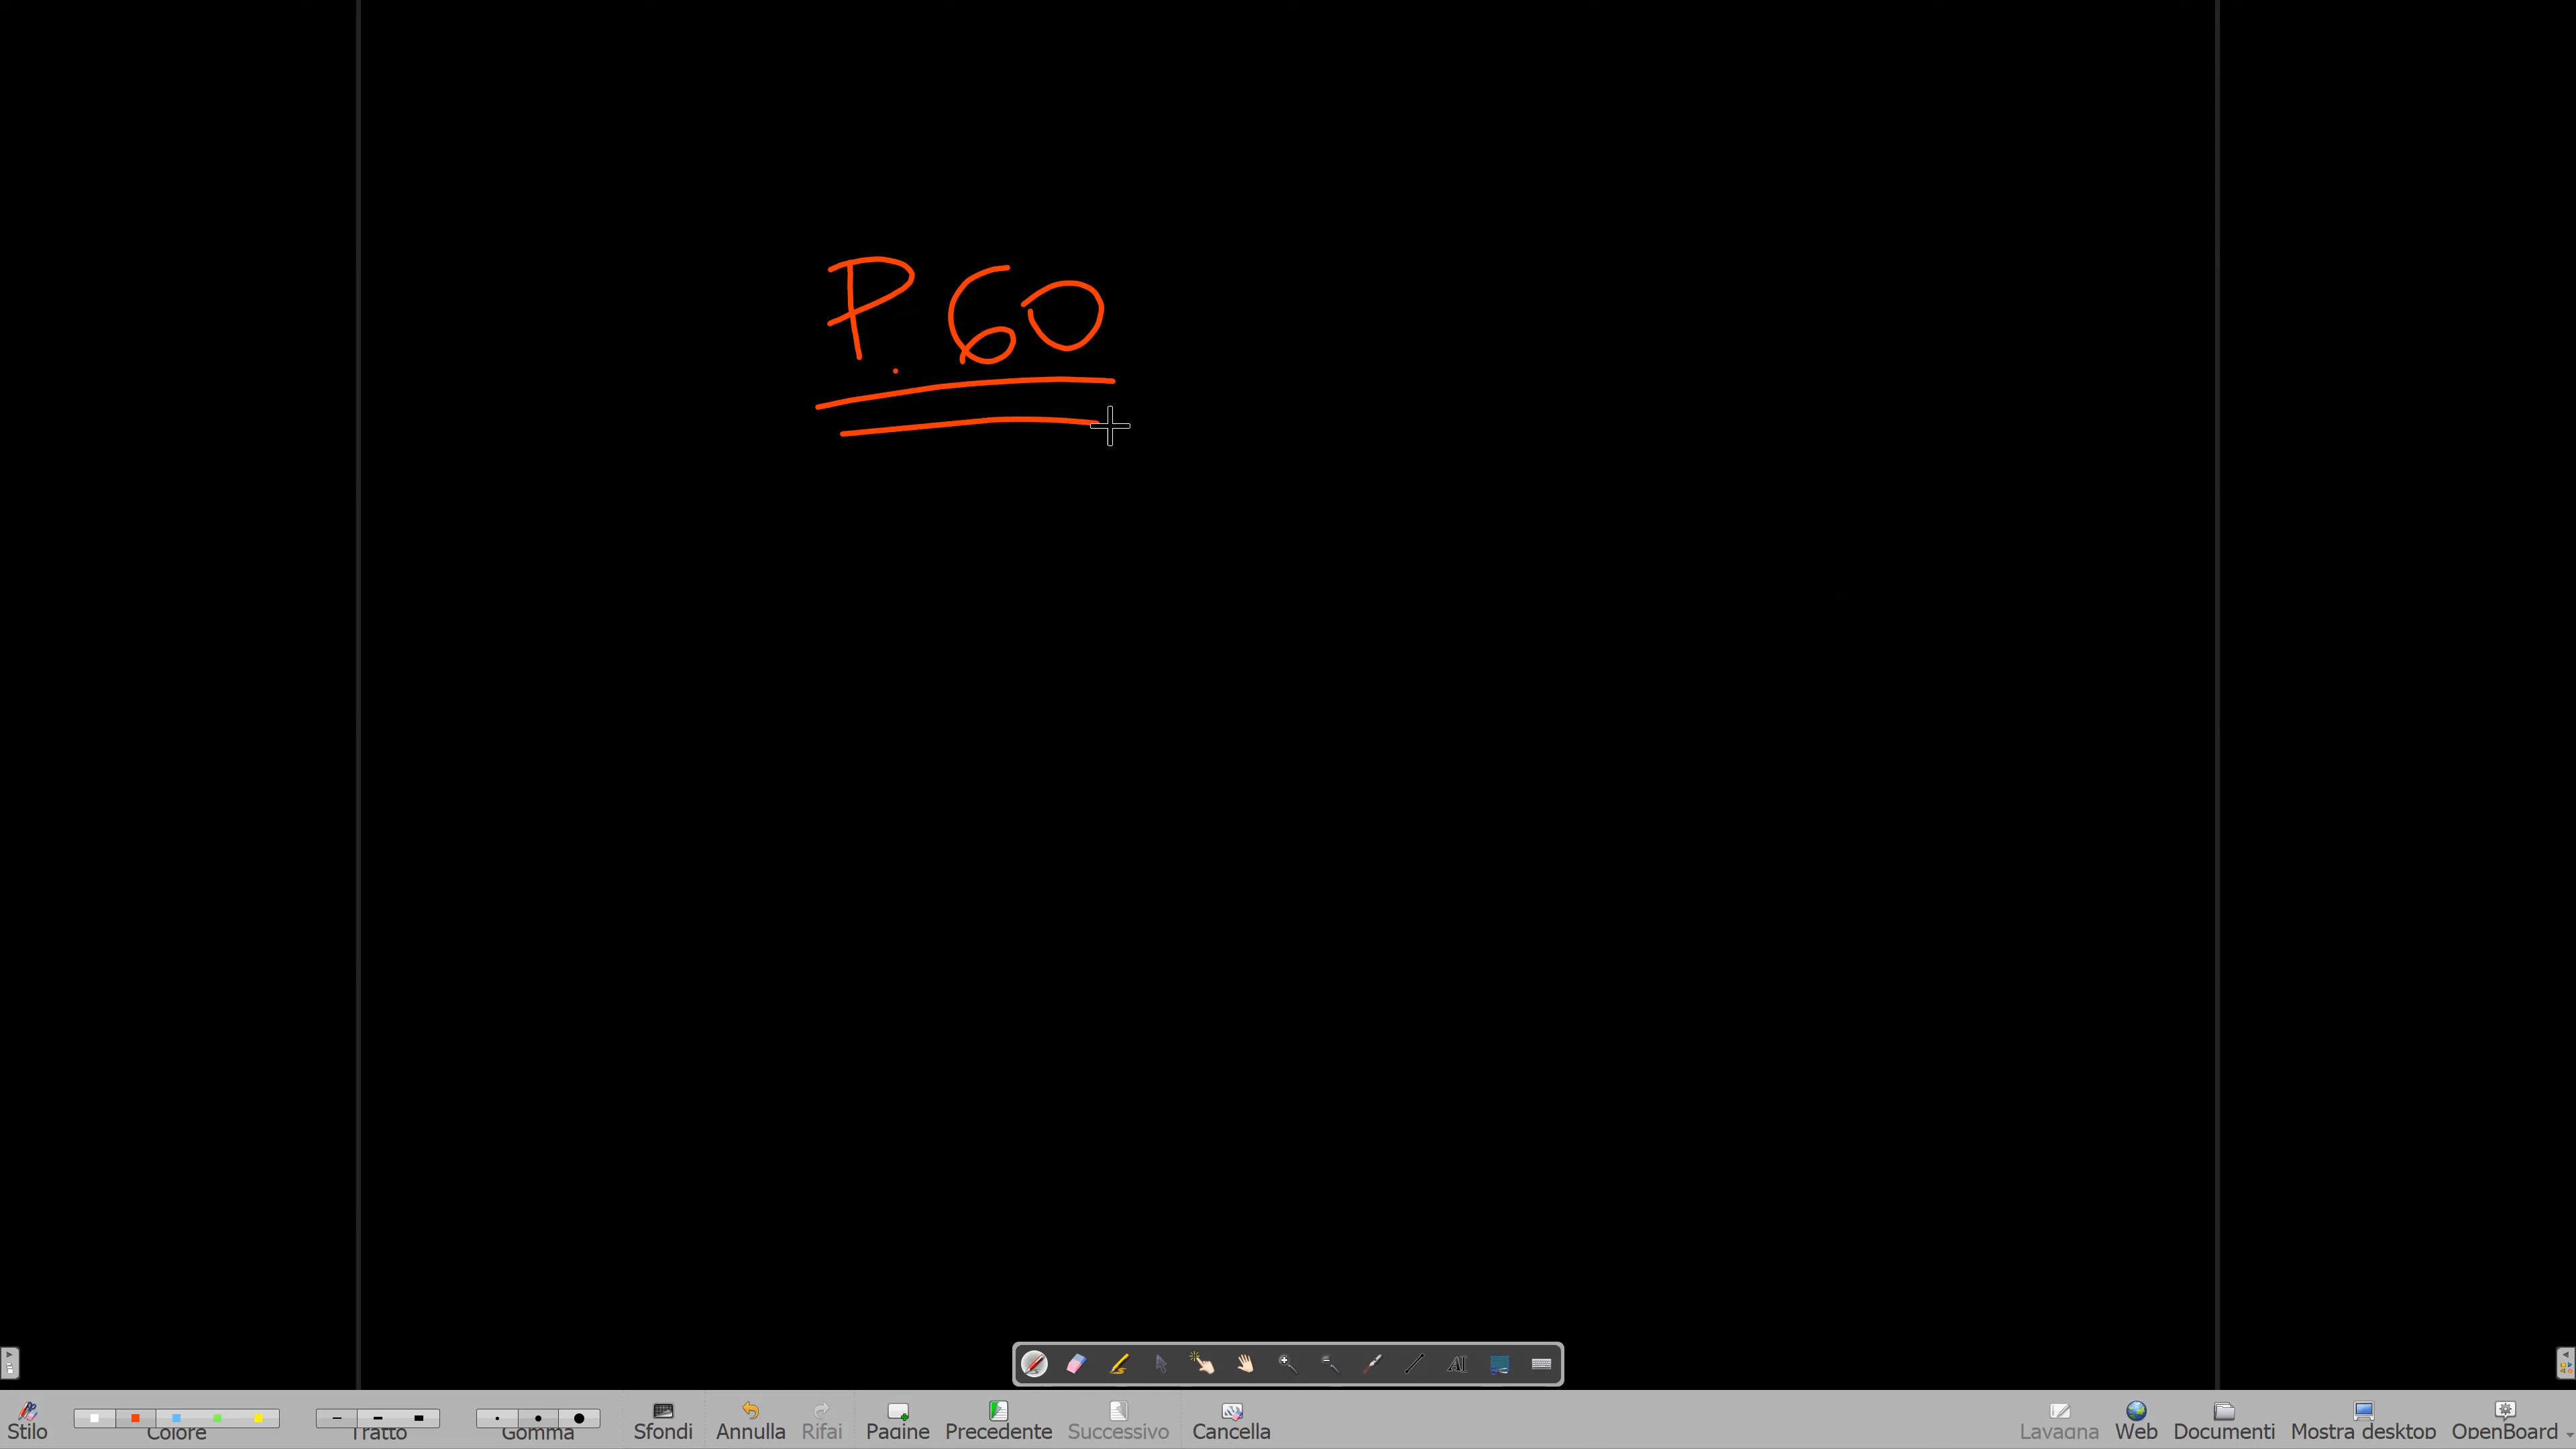 P. 60
Stilo Colore Tratto Gomma Sfondi Annulla Rifai Pagine Precedente Successivo Cancella Lavagna Web Documenti Mostra desktop OpenBoard